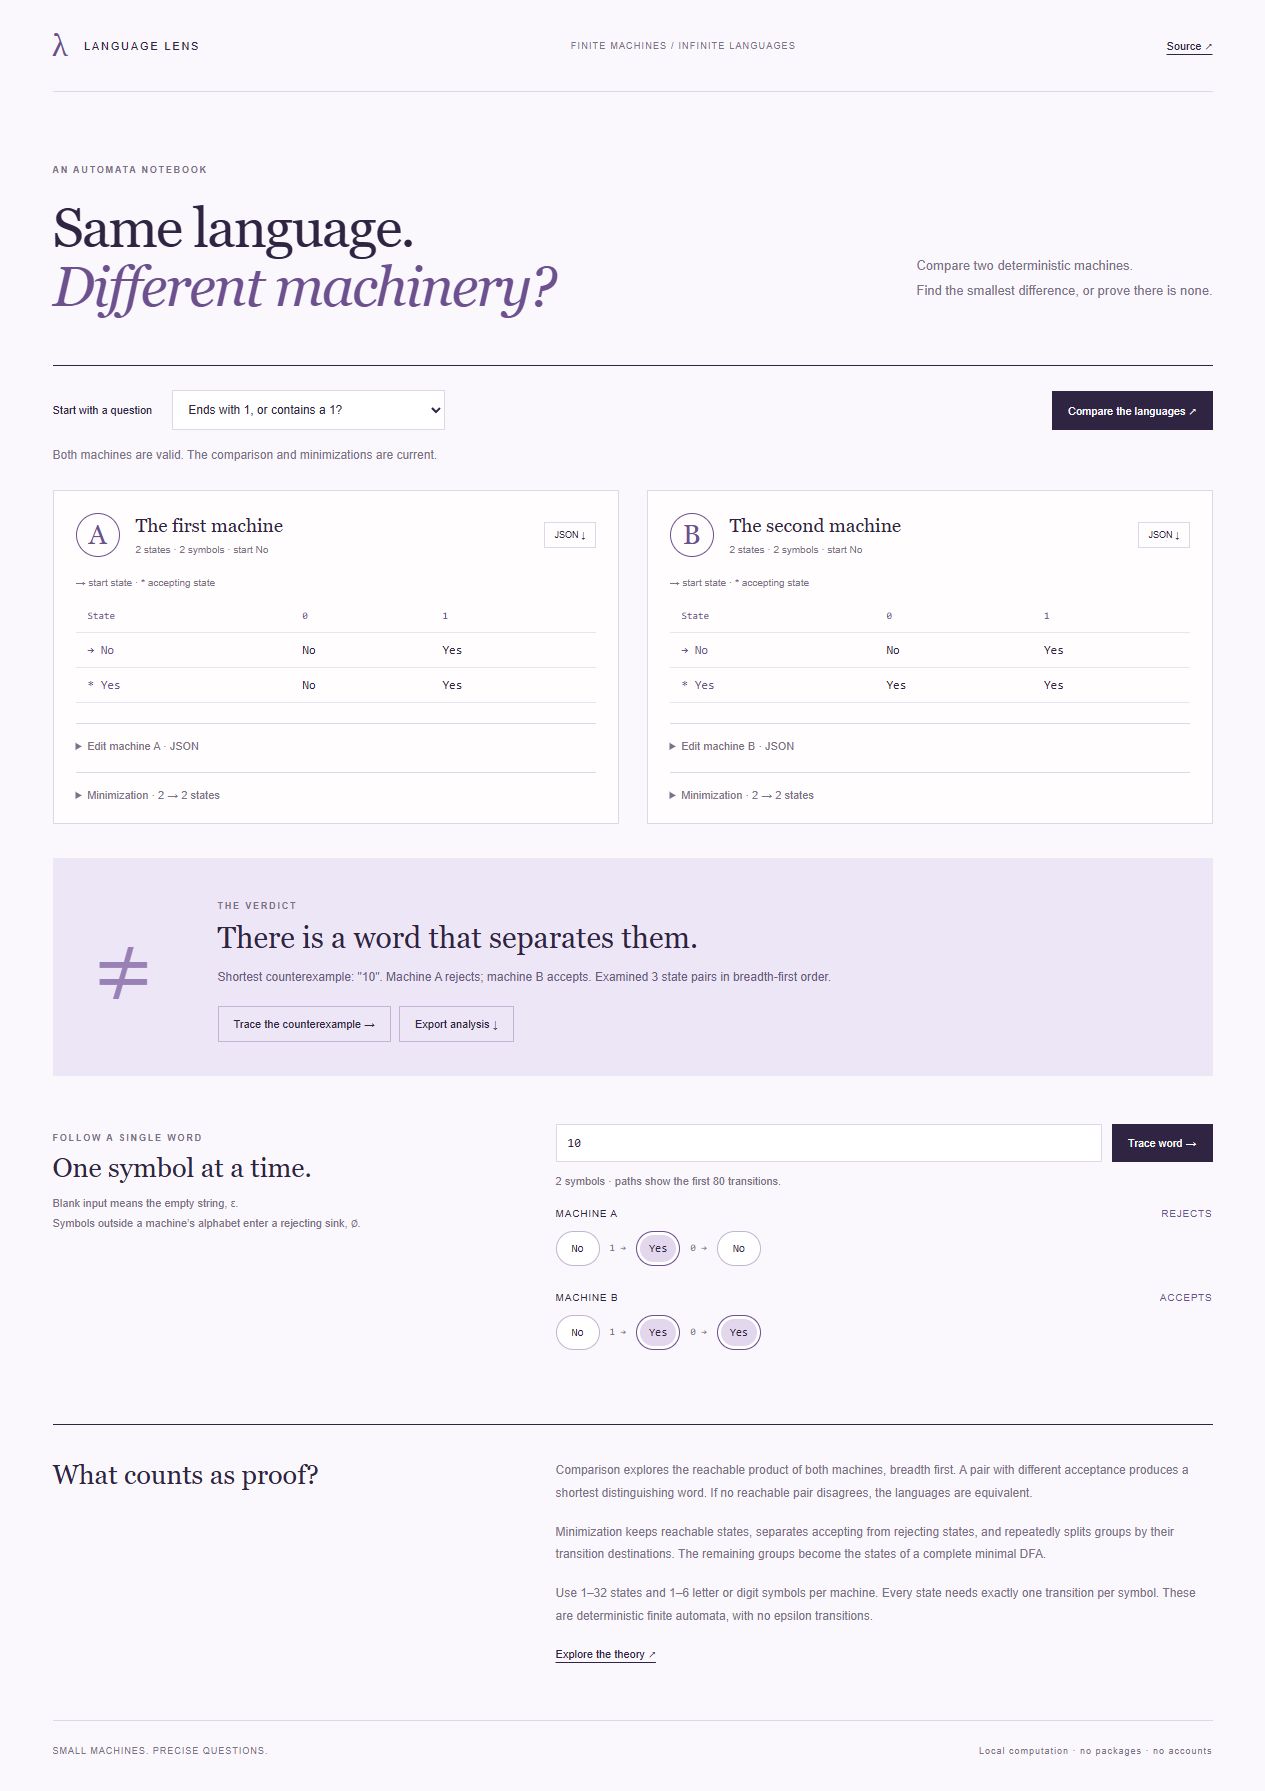 λ LANGUAGE LENS
FINITE MACHINES / INFINITE LANGUAGES
Source ↗
AN AUTOMATA NOTEBOOK
Same language.
Different machinery?
Compare two deterministic machines.
Find the smallest difference, or prove there is none.
Start with a question
Ends with 1, or contains a 1?
Compare the languages ↗
Both machines are valid. The comparison and minimizations are current.
A
The first machine
2 states · 2 symbols · start No
JSON ↓
→ start state · * accepting state
State 0 1
→ No No Yes
* Yes No Yes
▶ Edit machine A · JSON
▶ Minimization · 2 → 2 states
B
The second machine
2 states · 2 symbols · start No
JSON ↓
→ start state · * accepting state
State 0 1
→ No No Yes
* Yes Yes Yes
▶ Edit machine B · JSON
▶ Minimization · 2 → 2 states
≠
THE VERDICT
There is a word that separates them.
Shortest counterexample: "10". Machine A rejects; machine B accepts. Examined 3 state pairs in breadth-first order.
Trace the counterexample →
Export analysis ↓
FOLLOW A SINGLE WORD
One symbol at a time.
Blank input means the empty string, ε.
Symbols outside a machine's alphabet enter a rejecting sink, ∅.
10
Trace word →
2 symbols · paths show the first 80 transitions.
MACHINE A REJECTS
No 1 → Yes 0 → No
MACHINE B ACCEPTS
No 1 → Yes 0 → Yes
What counts as proof?
Comparison explores the reachable product of both machines, breadth first. A pair with different acceptance produces a
shortest distinguishing word. If no reachable pair disagrees, the languages are equivalent.
Minimization keeps reachable states, separates accepting from rejecting states, and repeatedly splits groups by their
transition destinations. The remaining groups become the states of a complete minimal DFA.
Use 1–32 states and 1–6 letter or digit symbols per machine. Every state needs exactly one transition per symbol. These
are deterministic finite automata, with no epsilon transitions.
Explore the theory ↗
SMALL MACHINES. PRECISE QUESTIONS.
Local computation · no packages · no accounts